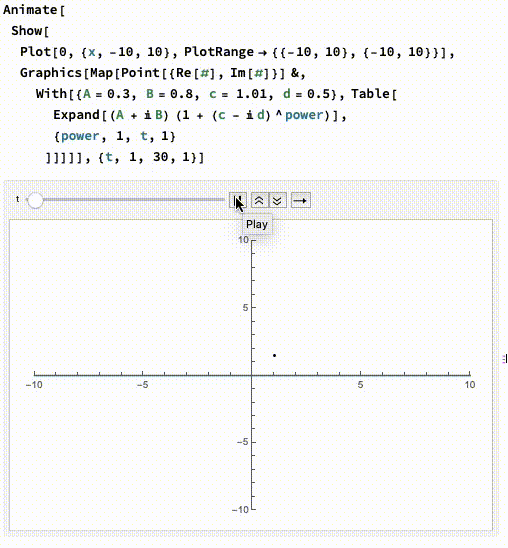 Animate[
Show[
Plot[0, {x, -10, 10}, PlotRange → {{-10, 10}, {-10, 10}}],
Graphics[Map[Point[{Re[#], Im[#]}] &,
With[{A = 0.3, B = 0.8, c = 1.01, d = 0.5}, Table[
Expand[(A + ⅈ B) (1 + (c - ⅈ d) ^ power)],
{power, 1, t, 1}
]]]]], {t, 1, 30, 1}]
t
Play
10
5
-10 -5 5 10
-5
-10